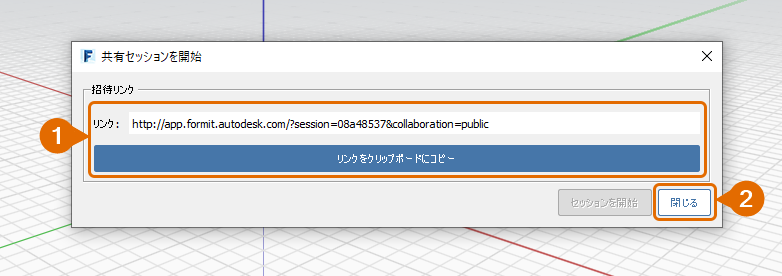 共有セッションを開始
招待リンク
リンク： http://app.formit.autodesk.com/?session=08a48537&collaboration=public
リンクをクリップボードにコピー
セッションを開始 閉じる
1
2